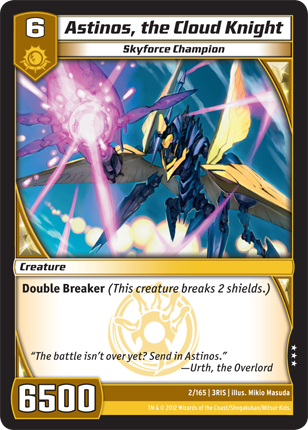 6
Astinos, the Cloud Knight
Skyforce Champion
Creature
Double Breaker (This creature breaks 2 shields.)
"The battle isn't over yet? Send in Astinos."
—Urth, the Overlord
6500
2/165 | 3RIS | illus. Mikio Masuda
TM & © 2012 Wizards of the Coast/Shogakukan/Mitsui-Kids